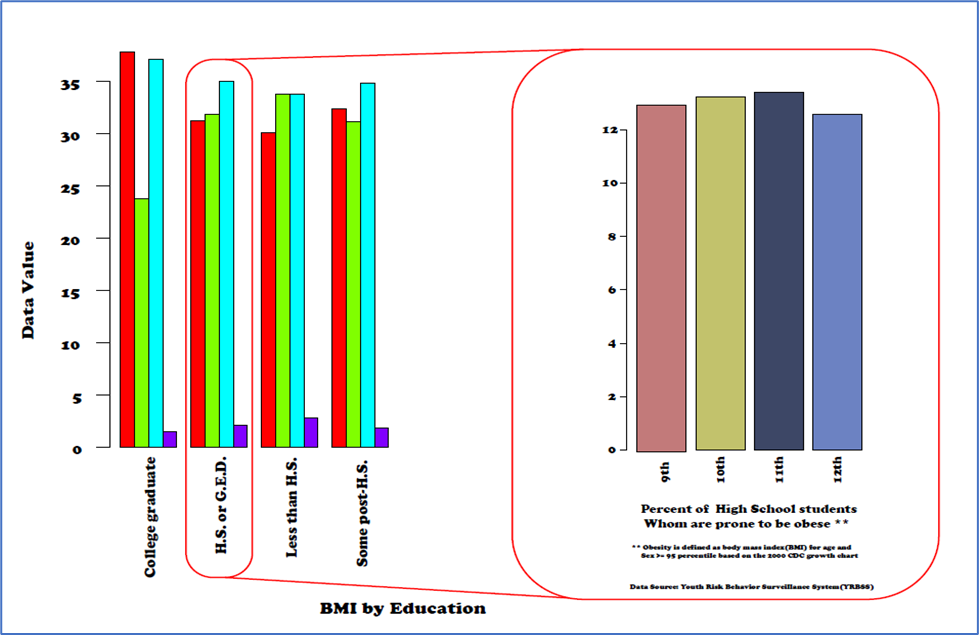 Data Value
35
30
25
20
15
10
5
0
College graduate
H.S. or G.E.D.
Less than H.S.
Some post-H.S.
BMI by Education
12
10
8
6
4
2
0
9th
10th
11th
12th
Percent of High School students
Whom are prone to be obese **
** Obesity is defined as body mass index(BMI) for age and
Sex >= 95 percentile based on the 2000 CDC growth chart
Data Source: Youth Risk Behavior Surveillance System(YRBSS)